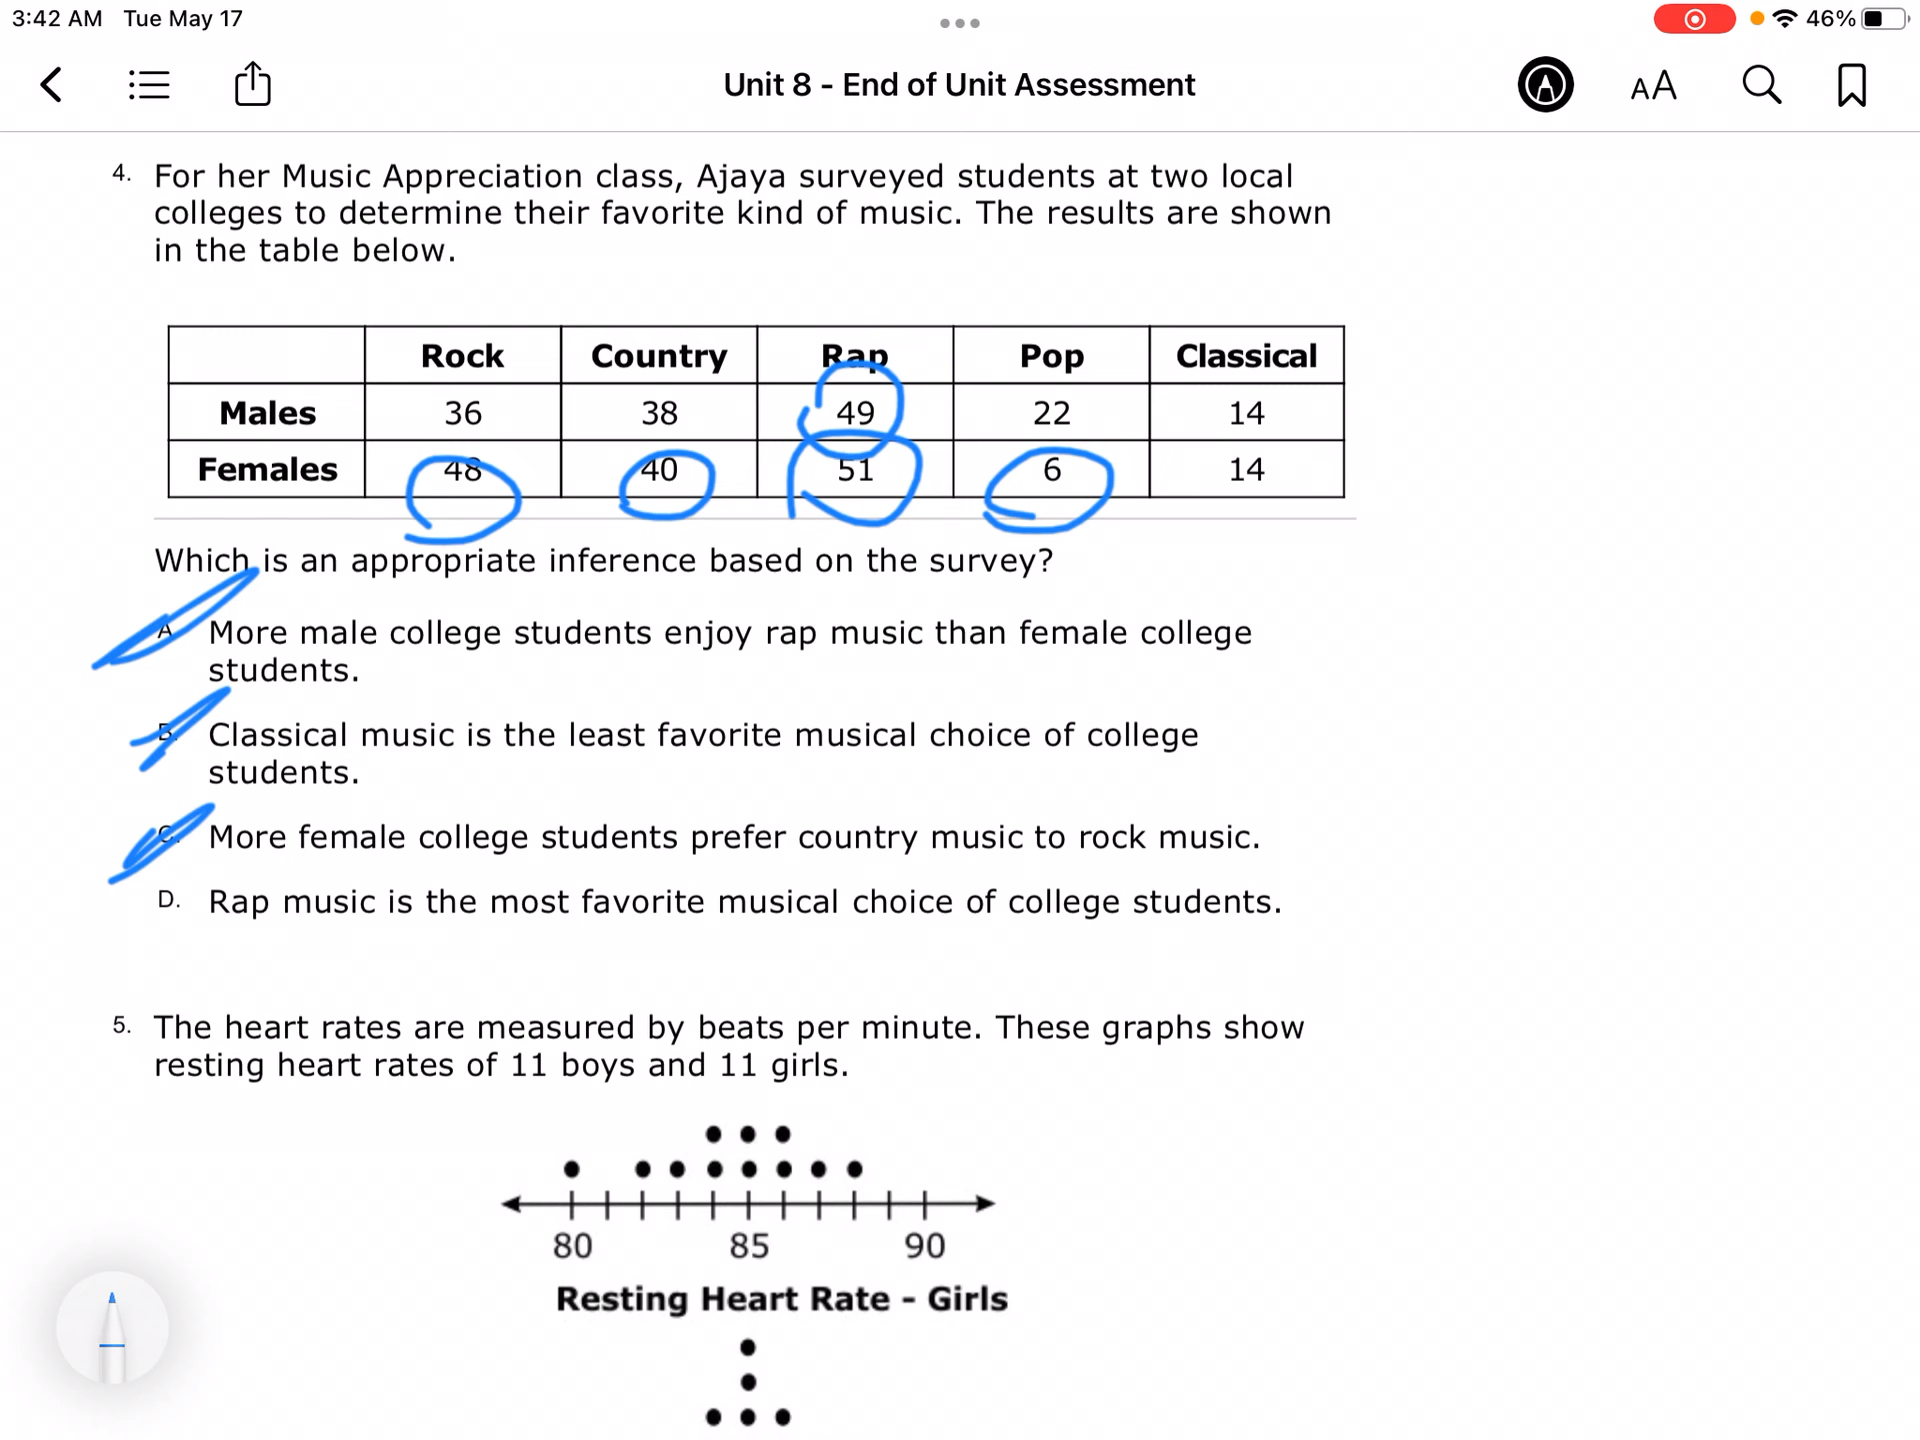 3:42 AM Tue May 17
46%
Unit 8 - End of Unit Assessment
AA
4. For her Music Appreciation class, Ajaya surveyed students at two local
colleges to determine their favorite kind of music. The results are shown
in the table below.
Rock Country Rap Pop Classical
Males 36 38 49 22 14
Females 48 40 51 6 14
Which is an appropriate inference based on the survey?
A. More male college students enjoy rap music than female college
students.
B. Classical music is the least favorite musical choice of college
students.
C. More female college students prefer country music to rock music.
D. Rap music is the most favorite musical choice of college students.
5. The heart rates are measured by beats per minute. These graphs show
resting heart rates of 11 boys and 11 girls.
80 85 90
Resting Heart Rate - Girls